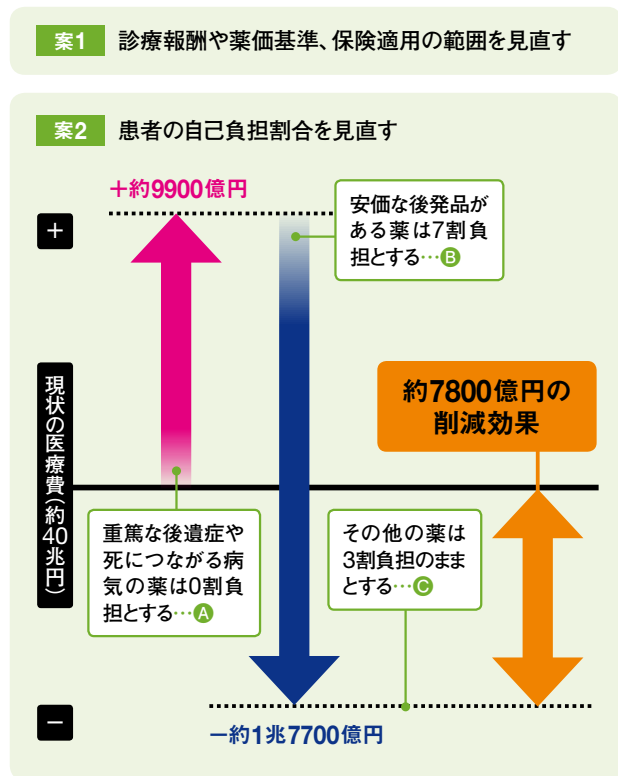 案1 診療報酬や薬価基準、保険適用の範囲を見直す
案2 患者の自己負担割合を見直す
+約9900億円
安価な後発品が
ある薬は7割負
担とする…B
+
現状の医療費(約40兆円)
約7800億円の
削減効果
重篤な後遺症や
死につながる病
気の薬は0割負
担とする…A
その他の薬は
3割負担のまま
とする…C
−
−約1兆7700億円